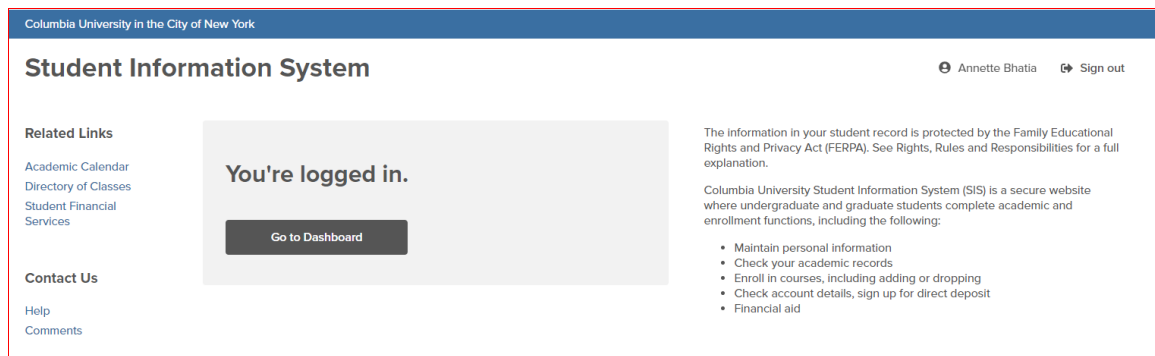 Columbia University in the City of New York
Student Information System
Annette Bhatia
Sign out
Related Links
Academic Calendar
Directory of Classes
Student Financial
Services
Contact Us
Help
Comments
You're logged in.
Go to Dashboard
The information in your student record is protected by the Family Educational
Rights and Privacy Act (FERPA). See Rights, Rules and Responsibilities for a full
explanation.
Columbia University Student Information System (SIS) is a secure website
where undergraduate and graduate students complete academic and
enrollment functions, including the following:
• Maintain personal information
• Check your academic records
• Enroll in courses, including adding or dropping
• Check account details, sign up for direct deposit
• Financial aid